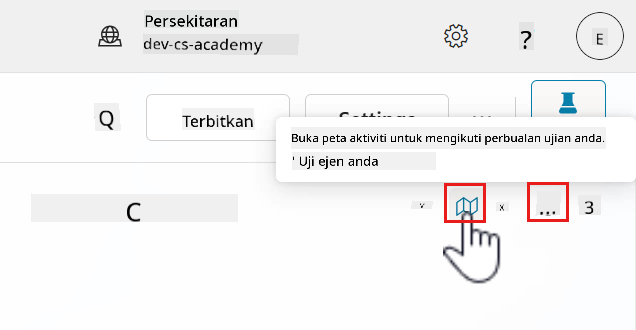 Persekitaran
dev-cs-academy
?
E
Q
Terbitkan
Settings
...
Buka peta aktiviti untuk mengikuti perbualan ujian anda.
' Uji ejen anda
C
x
...
3